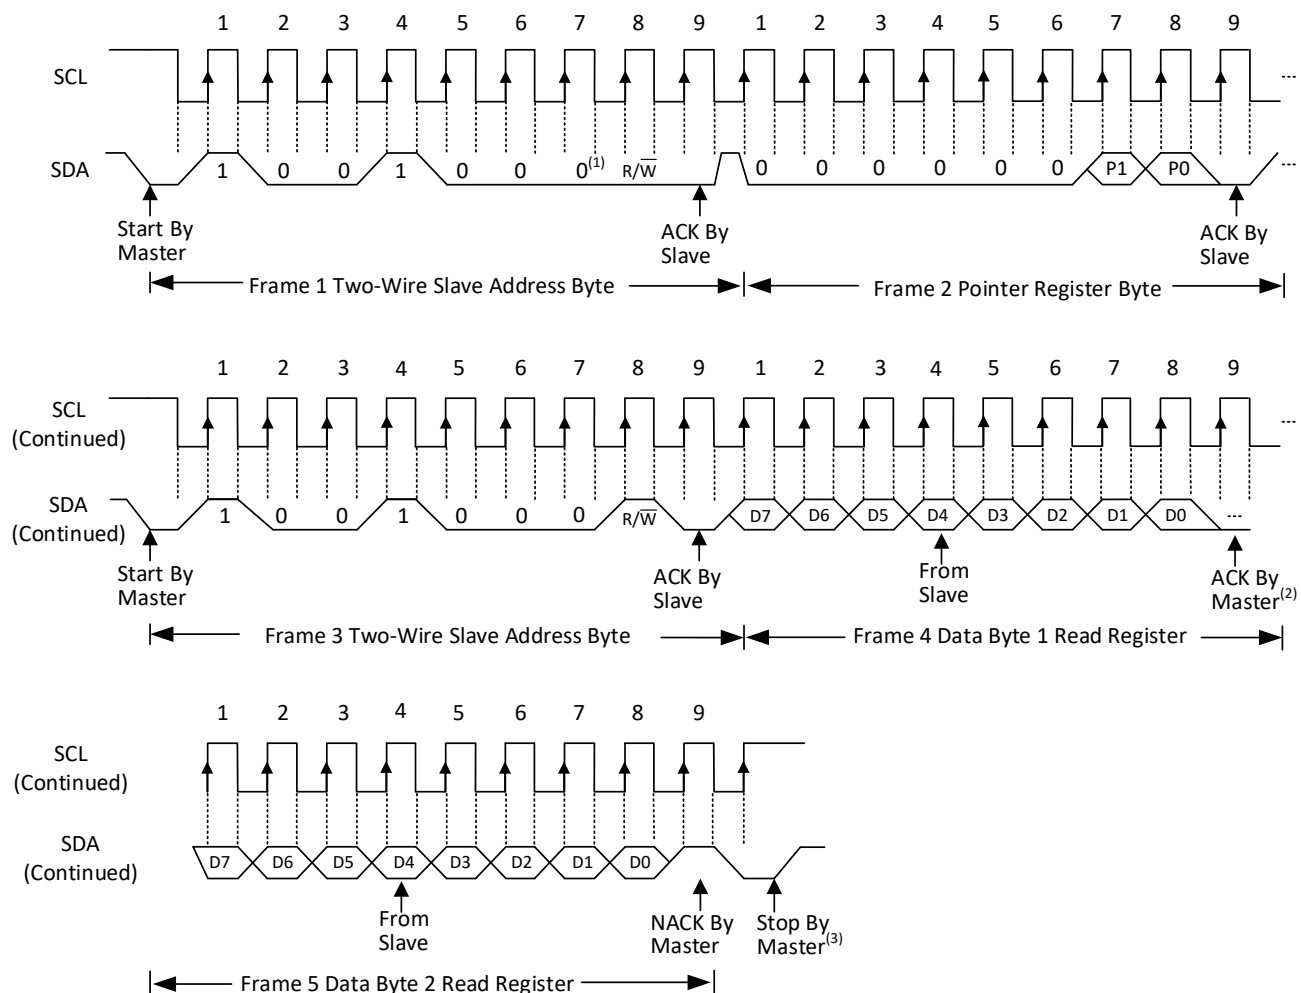 1 2 3 4 5 6 7 8 9 1 2 3 4 5 6 7 8 9
SCL
---
SDA
1 0 0 1 0 0 0(1) R/W̅ 0 0 0 0 0 0 P1 P0
---
Start By
Master
ACK By
Slave
ACK By
Slave
Frame 1 Two-Wire Slave Address Byte
Frame 2 Pointer Register Byte
1 2 3 4 5 6 7 8 9 1 2 3 4 5 6 7 8 9
SCL
(Continued)
---
SDA
(Continued)
1 0 0 1 0 0 0 R/W̅ D7 D6 D5 D4 D3 D2 D1 D0 ---
Start By
Master
ACK By
Slave
From
Slave
ACK By
Master(2)
Frame 3 Two-Wire Slave Address Byte
Frame 4 Data Byte 1 Read Register
1 2 3 4 5 6 7 8 9
SCL
(Continued)
SDA
(Continued)
D7 D6 D5 D4 D3 D2 D1 D0
From
Slave
NACK By
Master
Stop By
Master(3)
Frame 5 Data Byte 2 Read Register